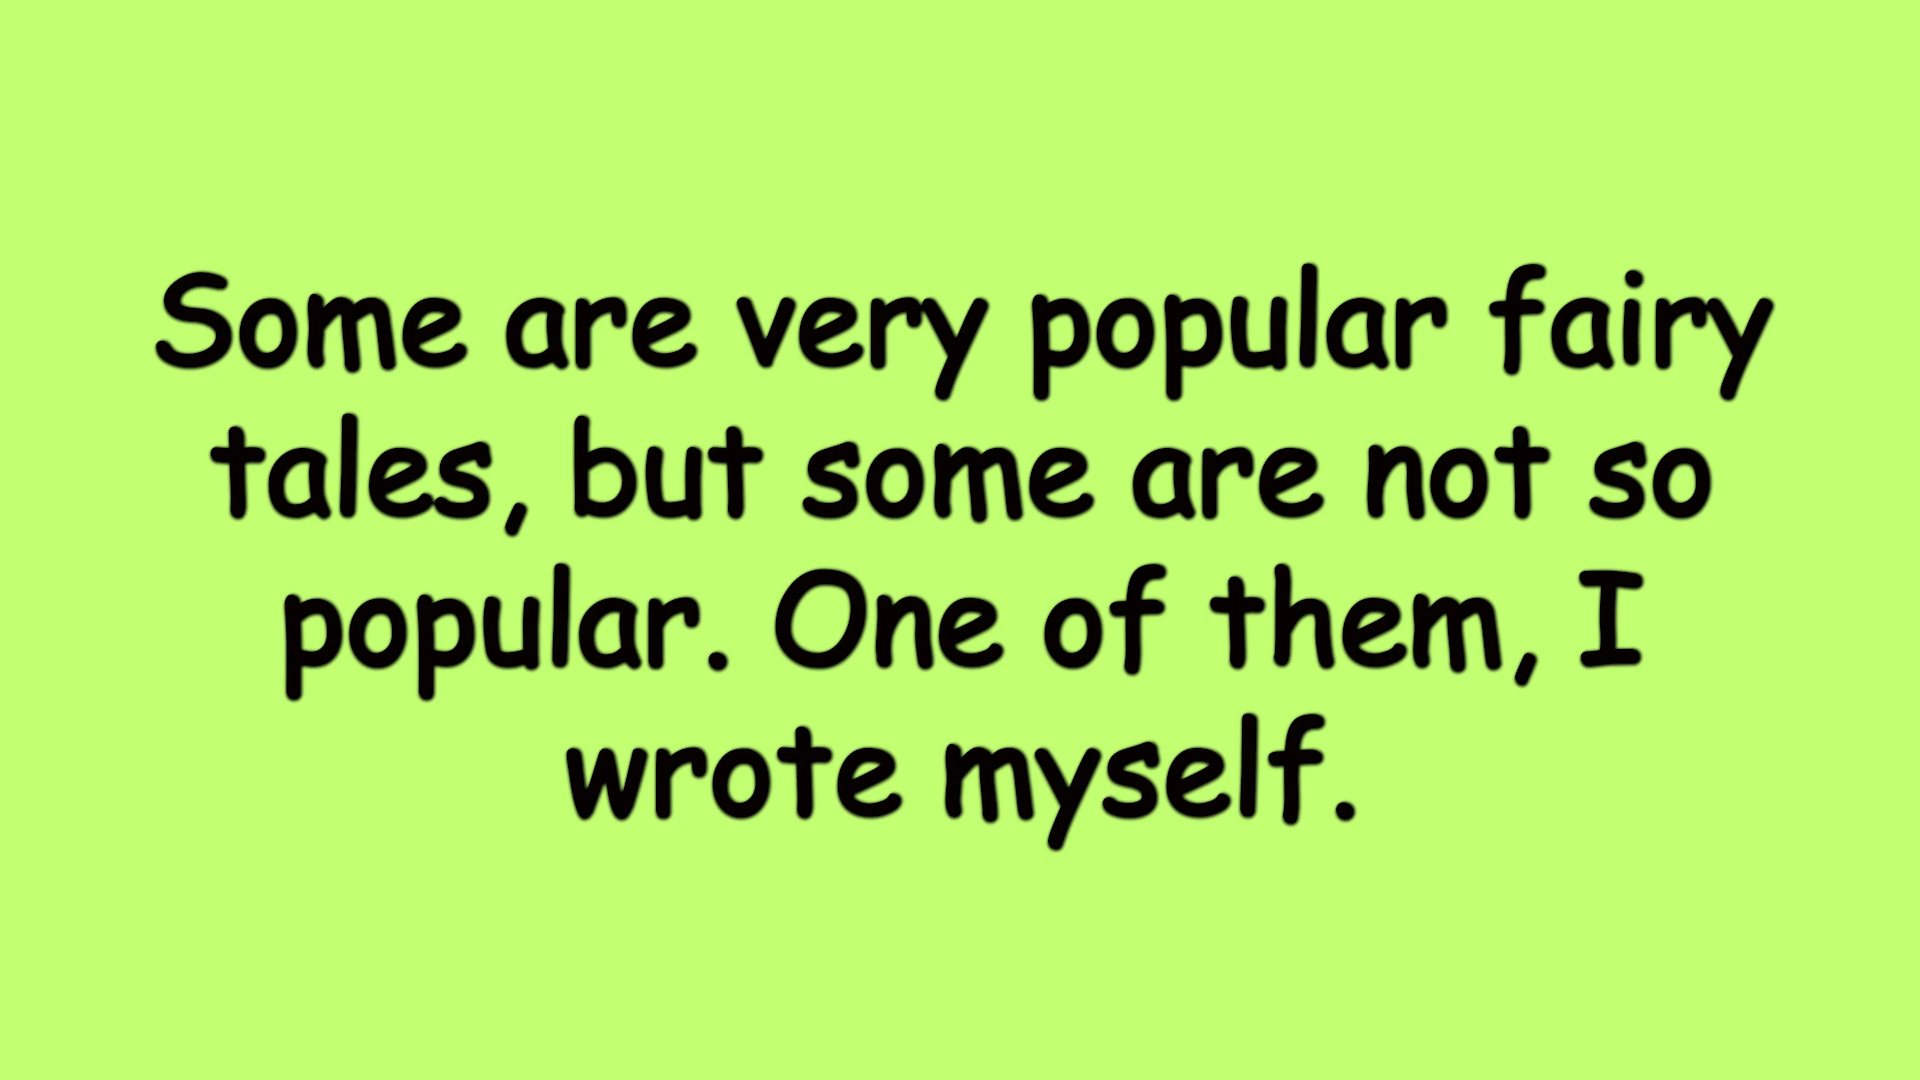 Some are very popular fairy
tales, but some are not so
popular. One of them, I
wrote myself.